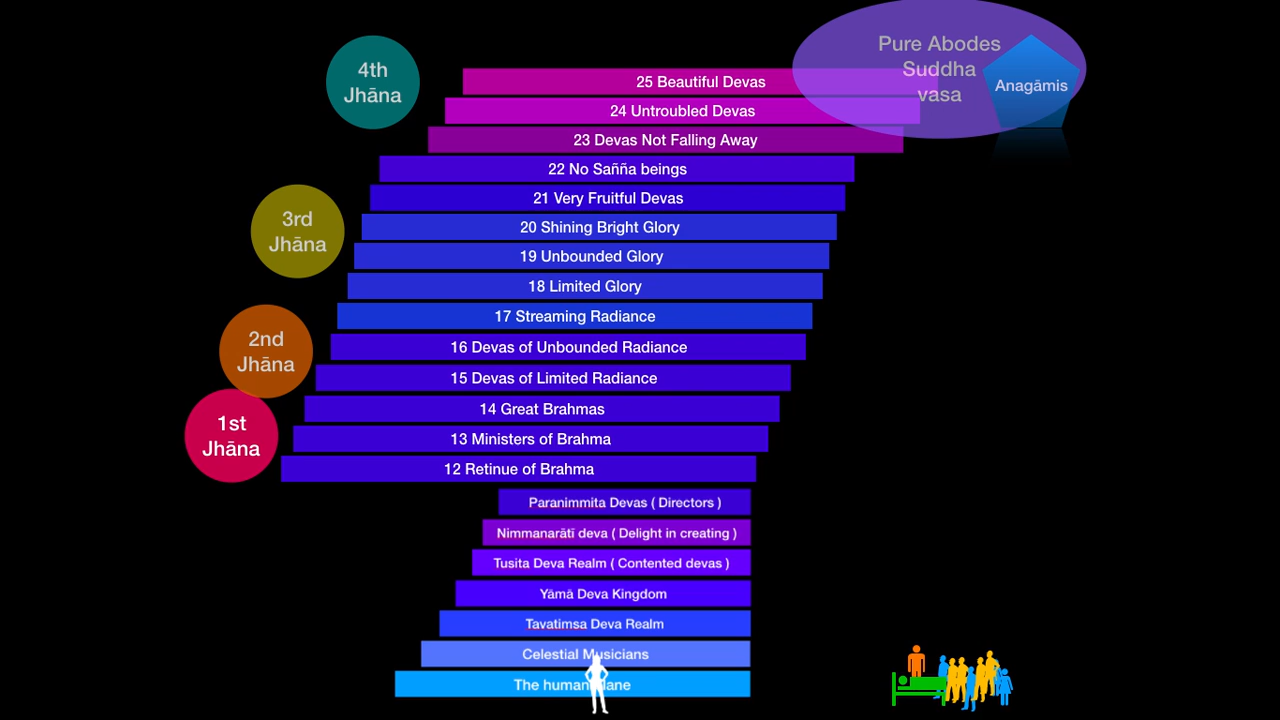 4th
Jhāna
Pure Abodes
Suddha
vasa
Anagāmis
25 Beautiful Devas
24 Untroubled Devas
23 Devas Not Falling Away
22 No Sañña beings
21 Very Fruitful Devas
3rd
Jhāna
20 Shining Bright Glory
19 Unbounded Glory
18 Limited Glory
17 Streaming Radiance
2nd
Jhāna
16 Devas of Unbounded Radiance
15 Devas of Limited Radiance
1st
Jhāna
14 Great Brahmas
13 Ministers of Brahma
12 Retinue of Brahma
Paranimmita Devas ( Directors )
Nimmanarātī deva ( Delight in creating )
Tusita Deva Realm ( Contented devas )
Yāmā Deva Kingdom
Tavatimsa Deva Realm
Celestial Musicians
The human lane